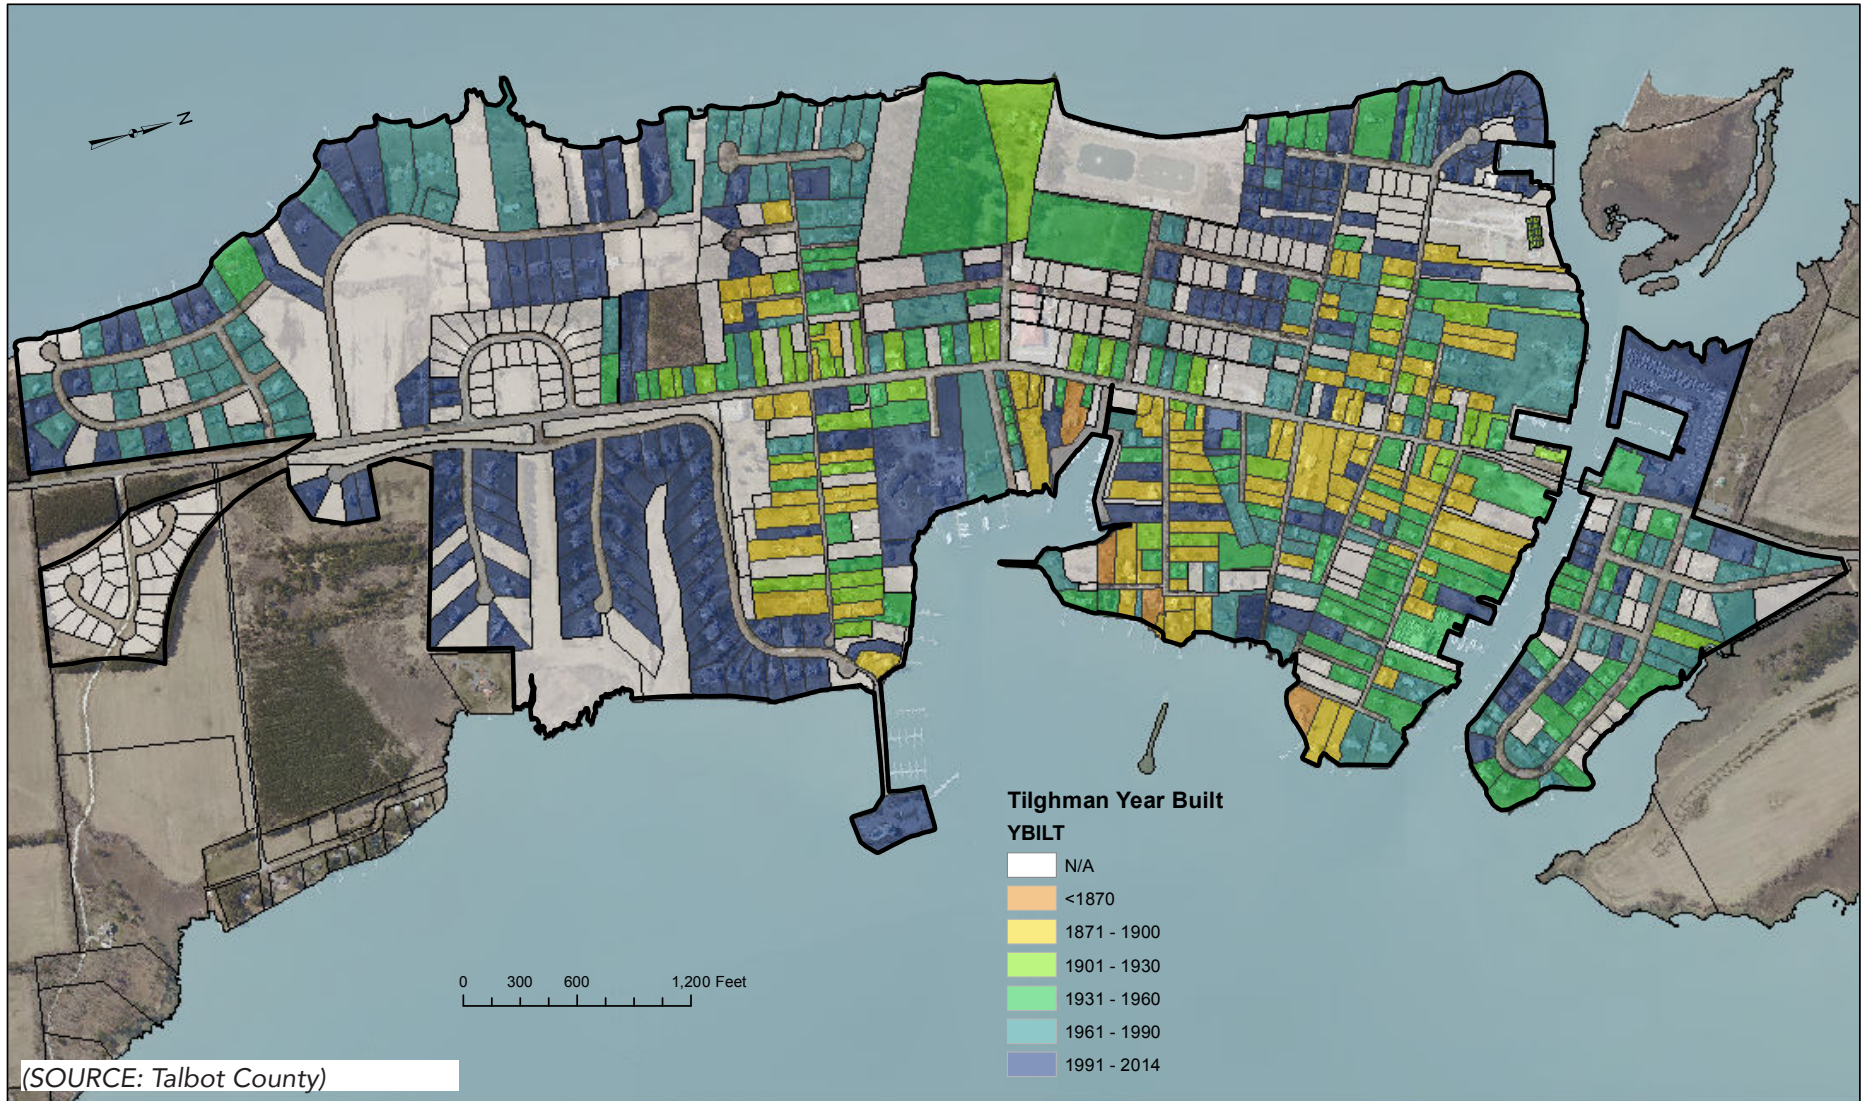 N
Tilghman Year Built
YBILT
N/A
<1870
1871 - 1900
1901 - 1930
1931 - 1960
1961 - 1990
1991 - 2014
0 300 600 1,200 Feet
(SOURCE: Talbot County)